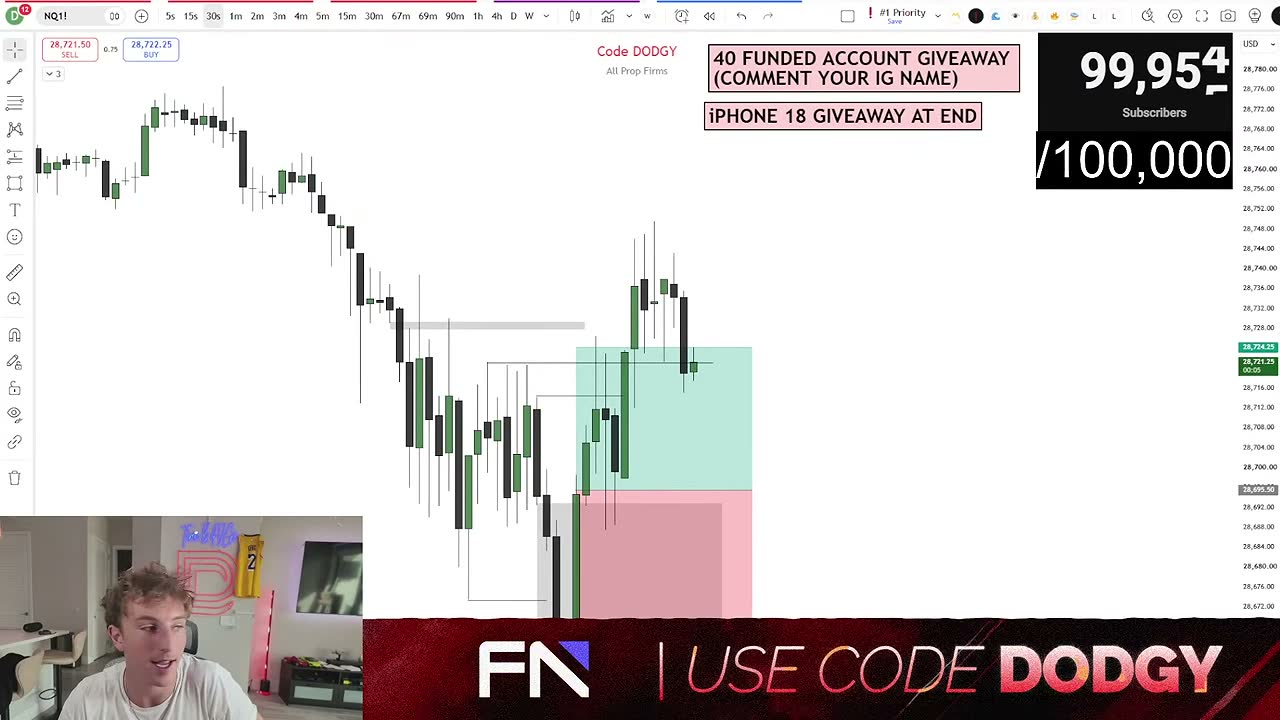 D 12 NQ1! 5s 15s 30s 1m 2m 3m 4m 5m 15m 30m 67m 69m 90m 1h 4h D W w #1 Priority L L
Save
28,721.50 0.75 28,722.25
SELL BUY
3
Code DODGY
All Prop Firms
40 FUNDED ACCOUNT GIVEAWAY
(COMMENT YOUR IG NAME)
iPHONE 18 GIVEAWAY AT END
99,95
Subscribers
/100,000
USD
28,780.00
28,776.00
28,772.00
28,768.00
28,764.00
28,760.00
28,756.00
28,752.00
28,748.00
28,744.00
28,740.00
28,736.00
28,732.00
28,728.00
28,724.25
28,721.25
00:05
28,716.00
28,712.00
28,708.00
28,704.00
28,700.00
28,695.50
28,692.00
28,688.00
28,684.00
28,680.00
28,676.00
28,672.00
D
2
FN | USE CODE DODGY